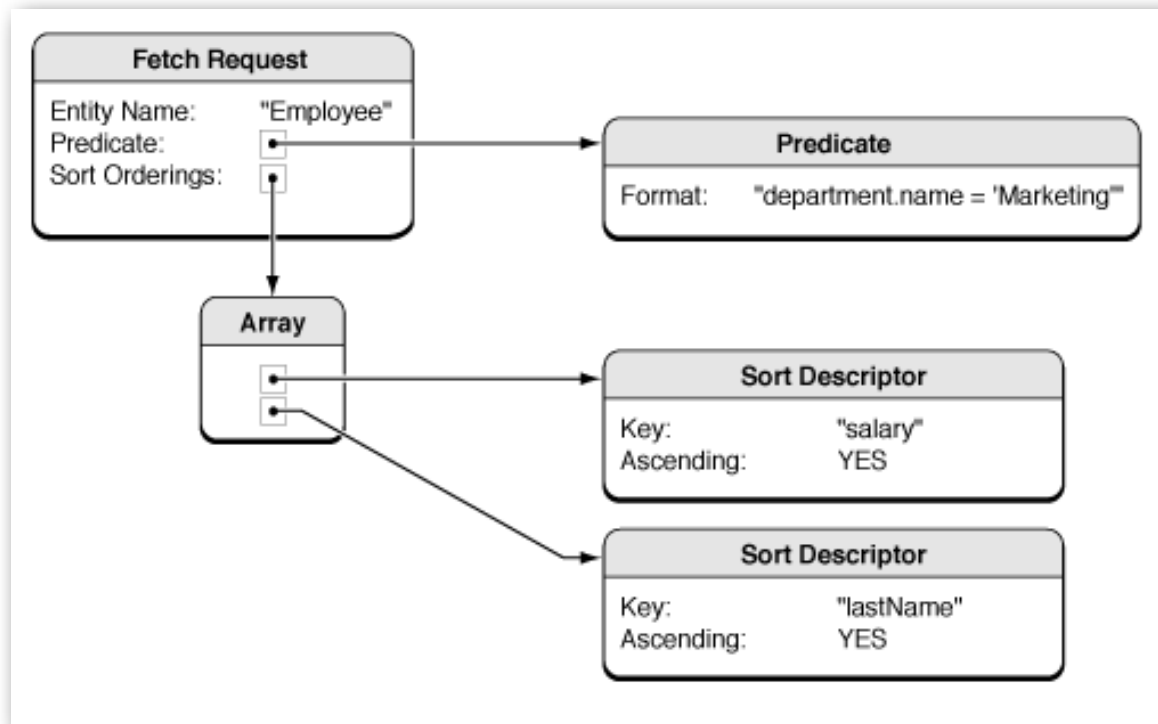 Fetch Request
Entity Name: "Employee"
Predicate:
Sort Orderings:
Predicate
Format: "department.name = 'Marketing'"
Array
Sort Descriptor
Key: "salary"
Ascending: YES
Sort Descriptor
Key: "lastName"
Ascending: YES